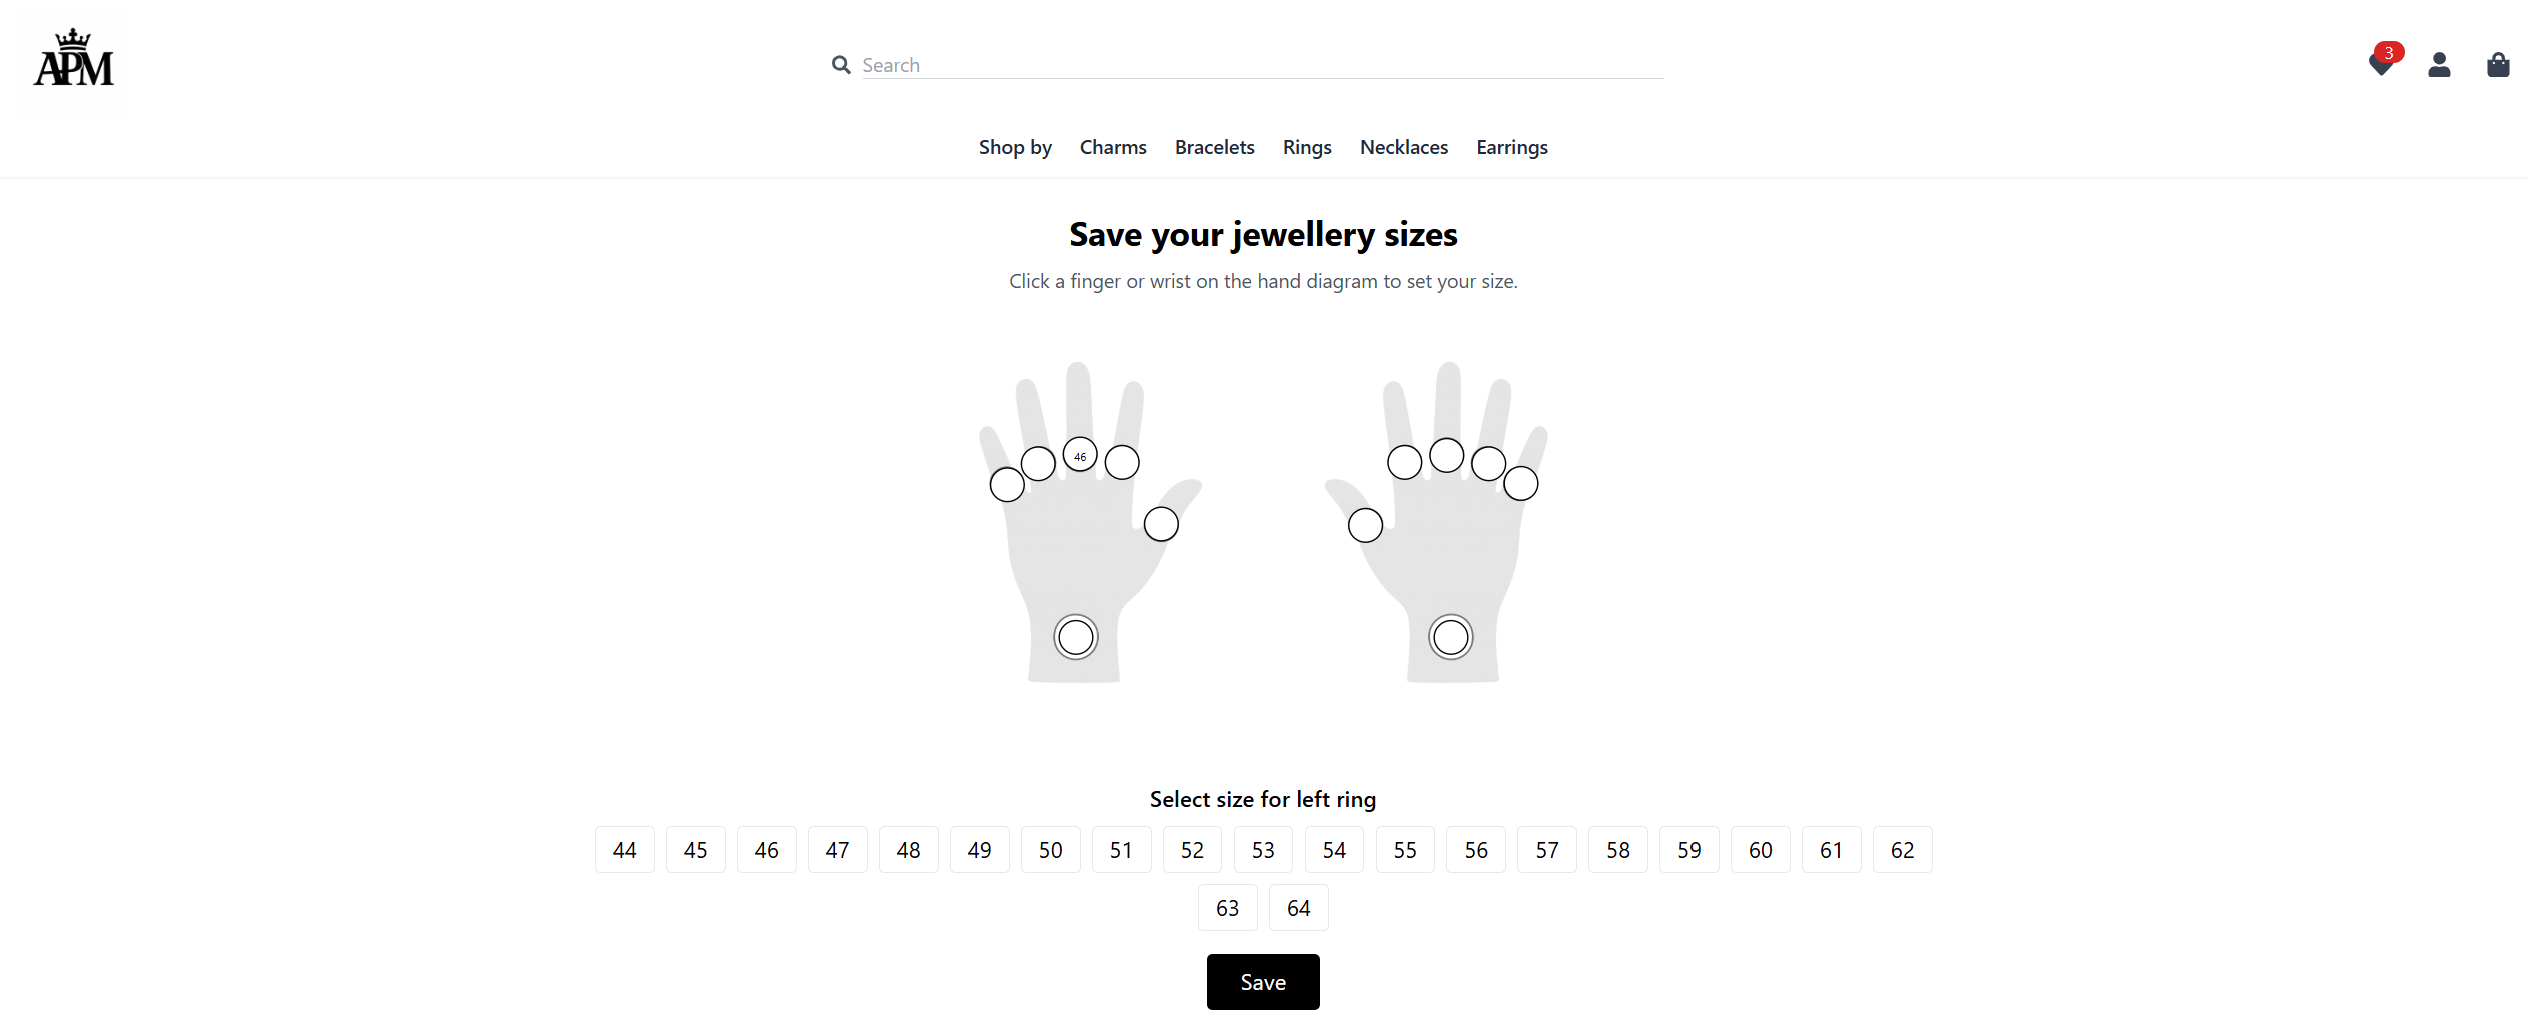 APM
Search
3
Shop by Charms Bracelets Rings Necklaces Earrings
Save your jewellery sizes
Click a finger or wrist on the hand diagram to set your size.
46
Select size for left ring
44 45 46 47 48 49 50 51 52 53 54 55 56 57 58 59 60 61 62
63 64
Save